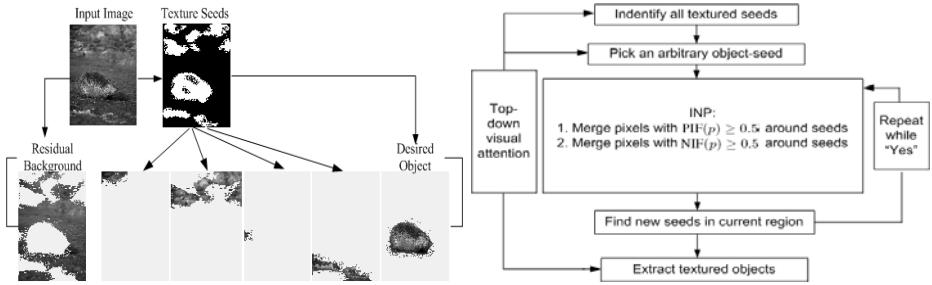 Input Image
Texture Seeds
Residual
Background
Desired
Object
Indentify all textured seeds
Pick an arbitrary object-seed
Top-
down
visual
attention
INP:
1. Merge pixels with PIF(p) ≥ 0.5 around seeds
2. Merge pixels with NIF(p) ≥ 0.5 around seeds
Repeat
while
“Yes”
Find new seeds in current region
Extract textured objects